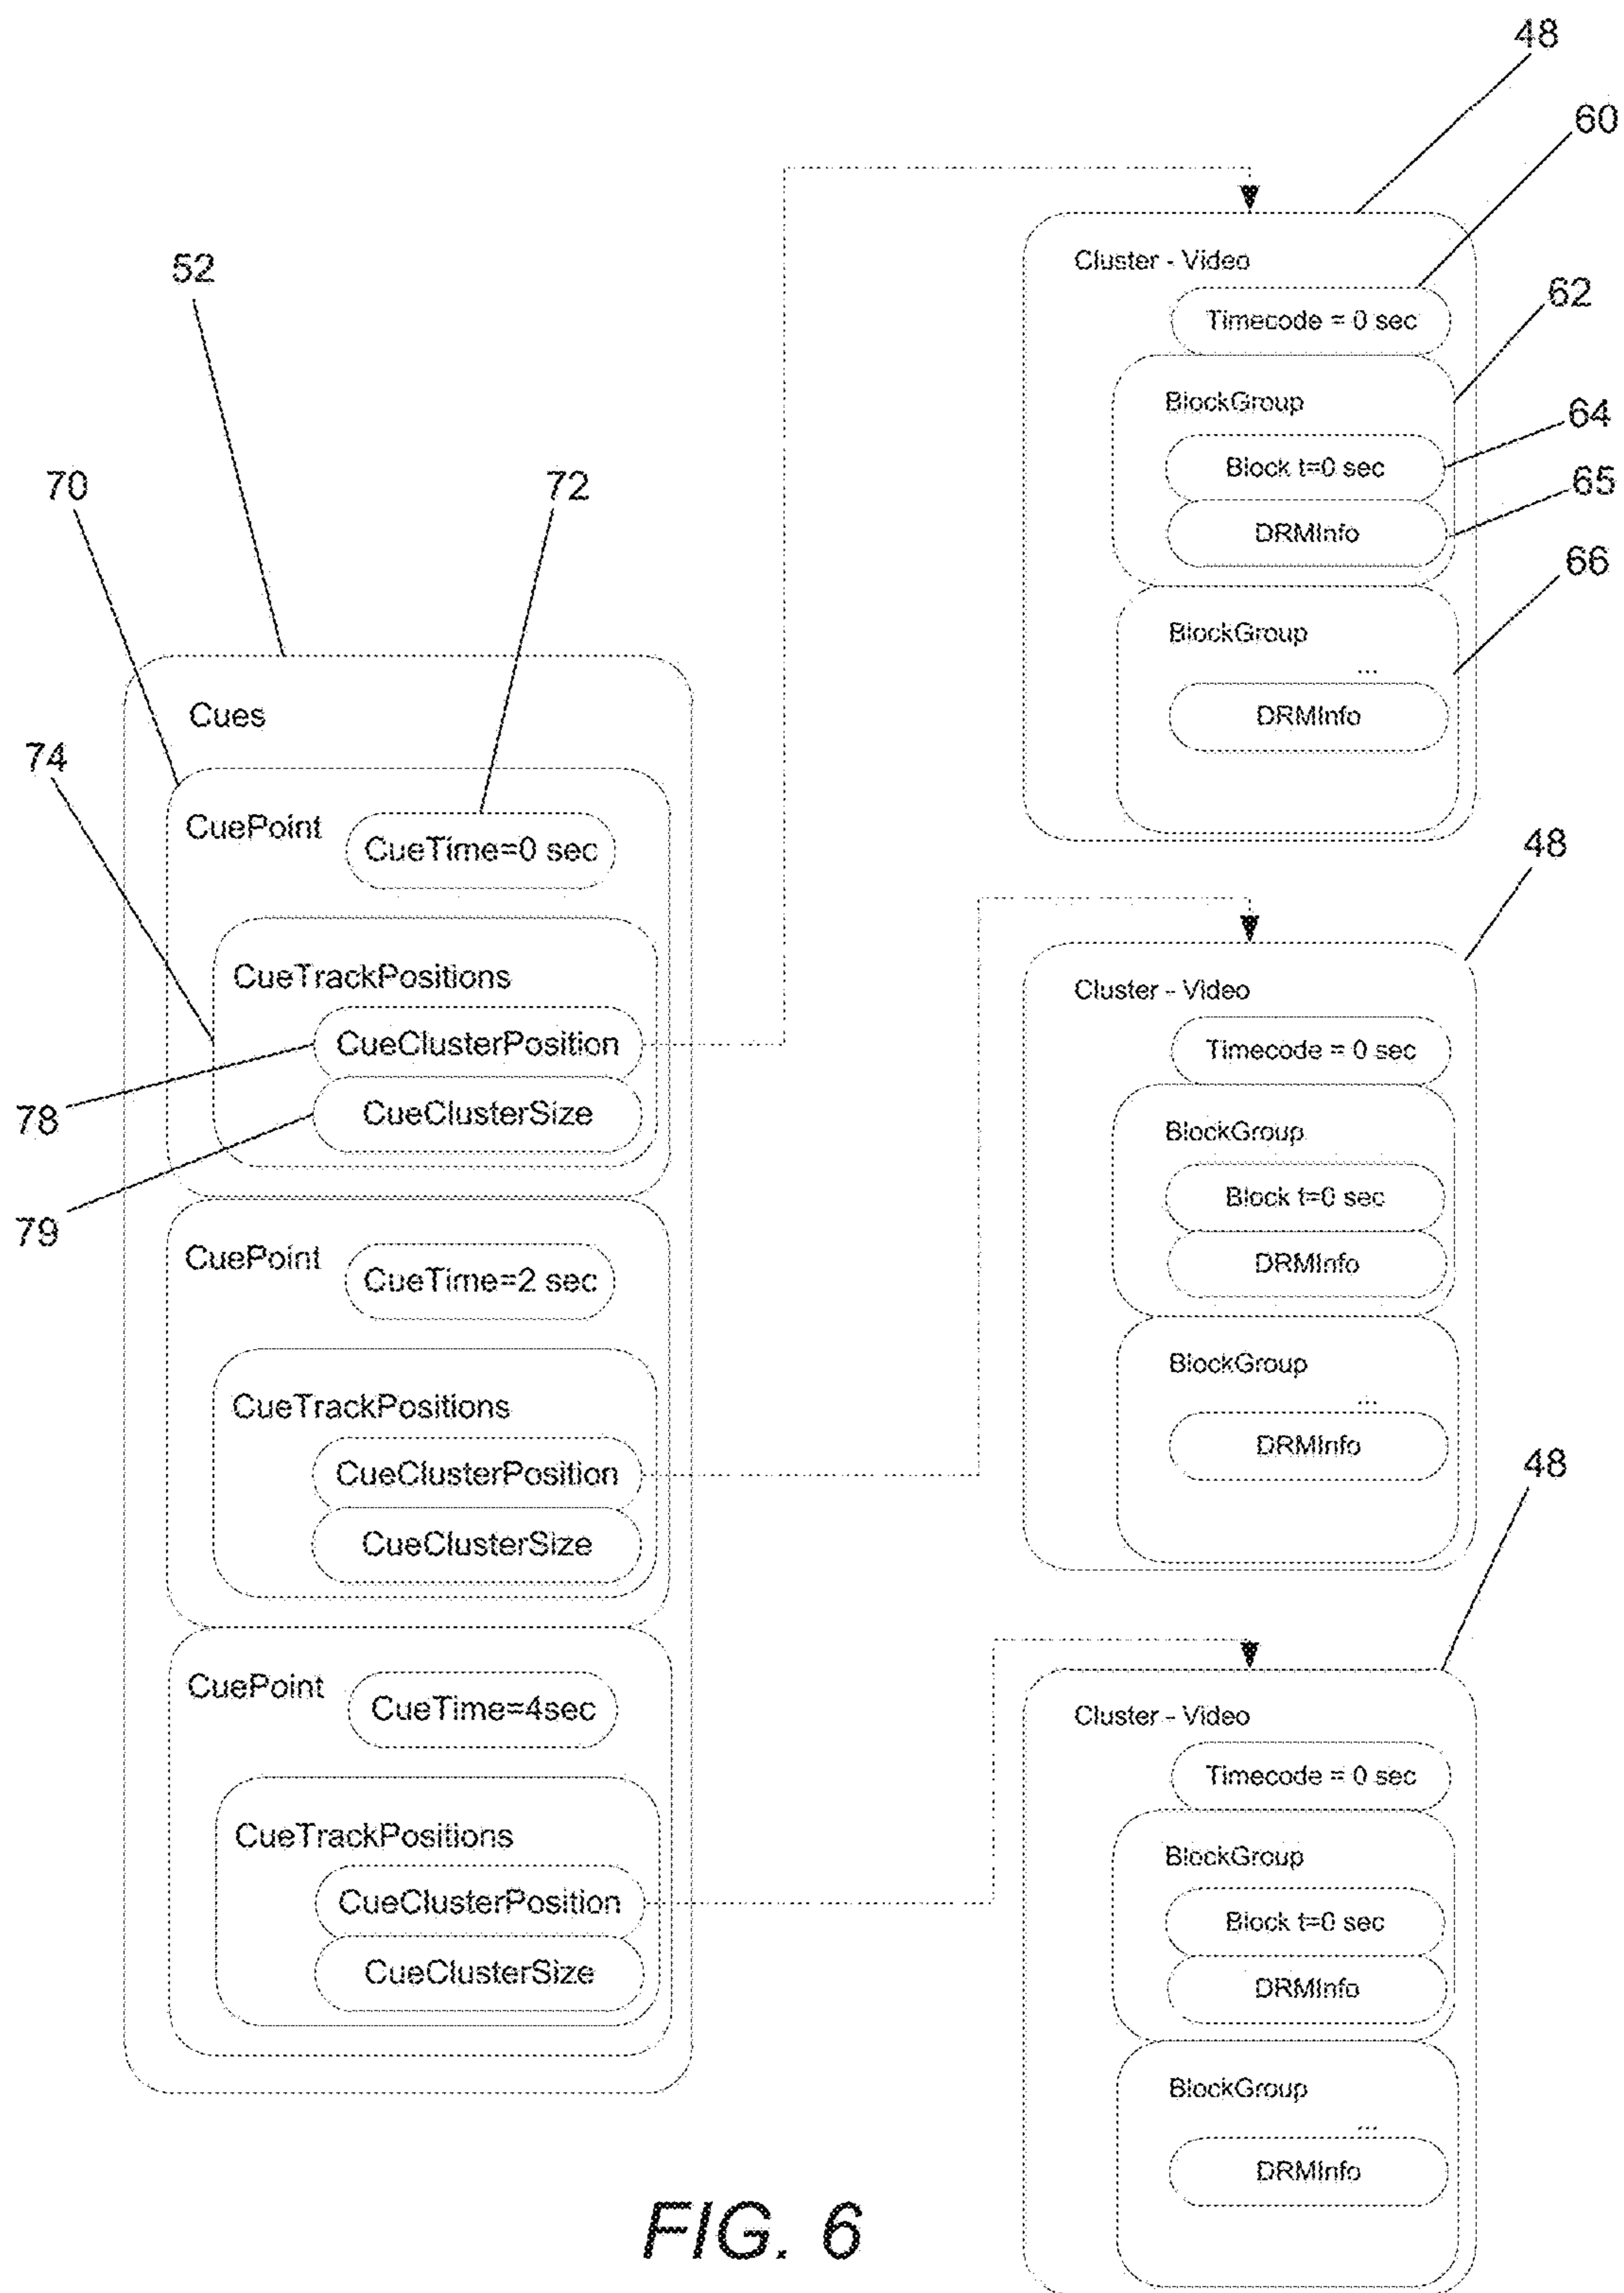 48
60
52
Cluster - Video
62
Timecode = 0 sec
BlockGroup
64
Block t=0 sec
65
70
72
DRMInfo
66
BlockGroup
...
DRMInfo
Cues
74
CuePoint
CueTime=0 sec
48
CueTrackPositions
Cluster - Video
CueClusterPosition
Timecode = 0 sec
78
CueClusterSize
BlockGroup
79
Block t=0 sec
CuePoint
CueTime=2 sec
DRMInfo
BlockGroup
...
CueTrackPositions
DRMInfo
48
CueClusterPosition
CueClusterSize
CuePoint
CueTime=4sec
Cluster - Video
Timecode = 0 sec
CueTrackPositions
BlockGroup
CueClusterPosition
Block t=0 sec
CueClusterSize
DRMInfo
BlockGroup
...
DRMInfo
FIG. 6